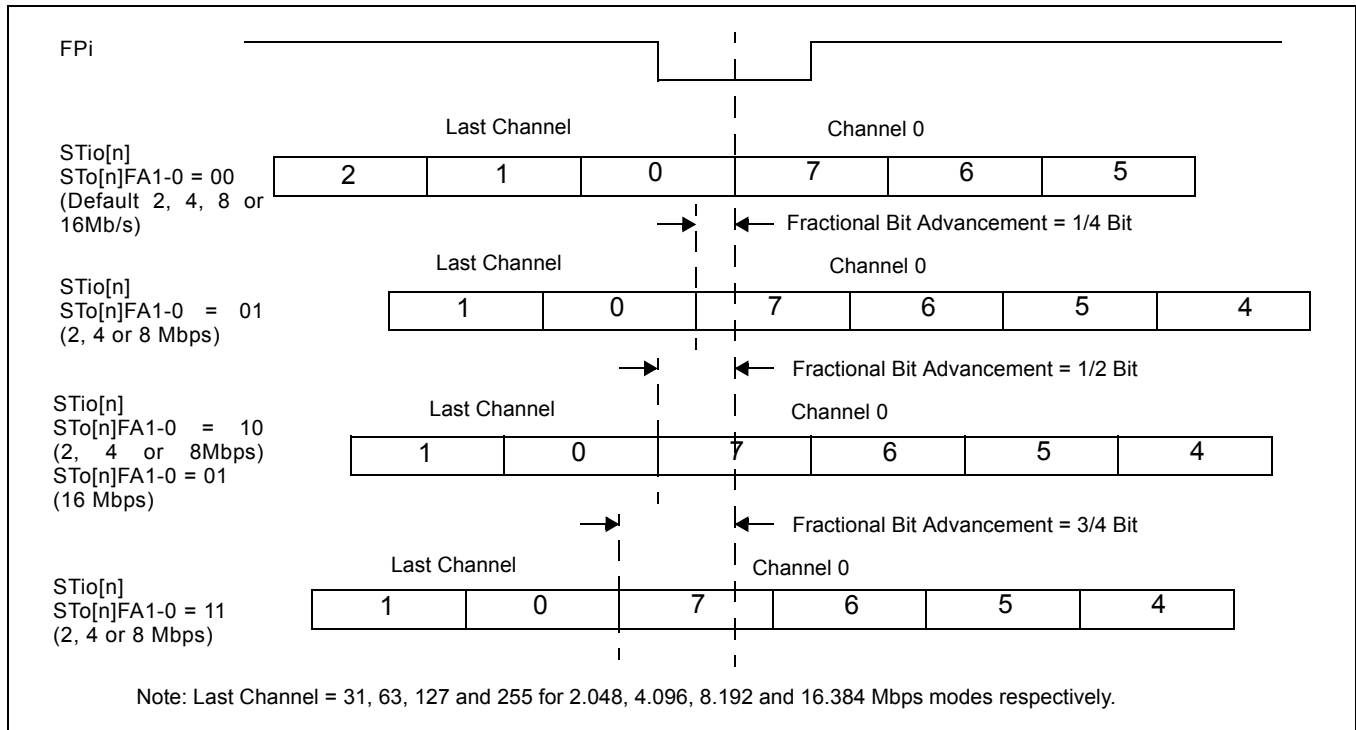 FPi
Last Channel Channel 0
STio[n]
STo[n]FA1-0 = 00
(Default 2, 4, 8 or
16Mb/s)
2 1 0 7 6 5
Fractional Bit Advancement = 1/4 Bit
Last Channel Channel 0
STio[n]
STo[n]FA1-0 = 01
(2, 4 or 8 Mbps)
1 0 7 6 5 4
Fractional Bit Advancement = 1/2 Bit
Last Channel Channel 0
STio[n]
STo[n]FA1-0 = 10
(2, 4 or 8Mbps)
STo[n]FA1-0 = 01
(16 Mbps)
1 0 7 6 5 4
Fractional Bit Advancement = 3/4 Bit
Last Channel Channel 0
STio[n]
STo[n]FA1-0 = 11
(2, 4 or 8 Mbps)
1 0 7 6 5 4
Note: Last Channel = 31, 63, 127 and 255 for 2.048, 4.096, 8.192 and 16.384 Mbps modes respectively.